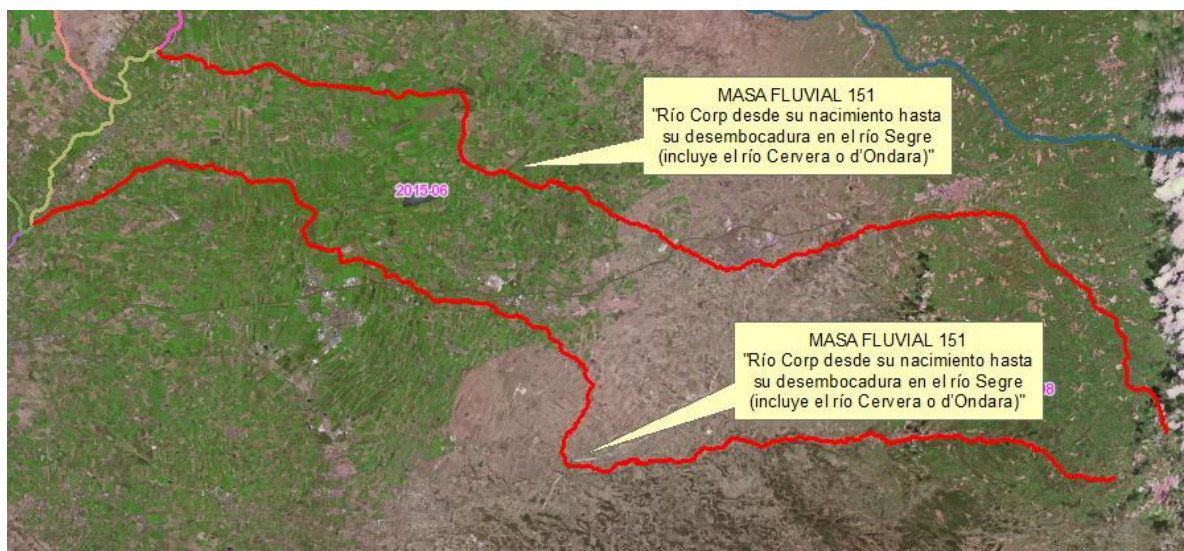 MASA FLUVIAL 151
"Río Corp desde su nacimiento hasta
su desembocadura en el río Segre
(incluye el río Cervera o d'Ondara)"
2015-06
MASA FLUVIAL 151
"Río Corp desde su nacimiento hasta
su desembocadura en el río Segre
(incluye el río Cervera o d'Ondara)"